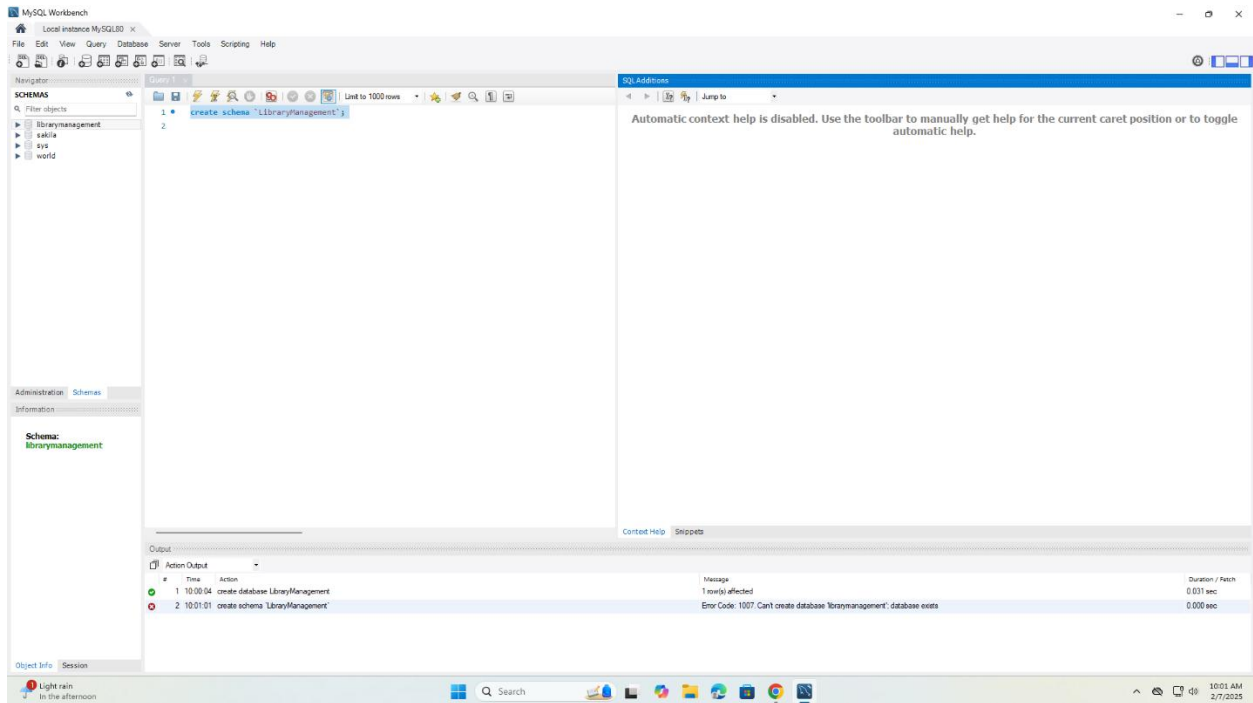 MySQL Workbench
Local instance MySQL80 ×
File Edit View Query Database Server Tools Scripting Help
Navigator
SCHEMAS
Filter objects
librarymanagement
sakila
sys
world
Administration Schemas
Information
Schema:
librarymanagement
Object Info Session
Query 1 ×
Limit to 1000 rows
1 create schema `LibraryManagement`;
2
SQLAdditions
Jump to
Automatic context help is disabled. Use the toolbar to manually get help for the current caret position or to toggle
automatic help.
Context Help Snippets
Output
Action Output
# Time Action Message Duration / Fetch
1 10:00:04 create database LibraryManagement 1 row(s) affected 0.031 sec
2 10:01:01 create schema `LibraryManagement` Error Code: 1007. Can't create database 'librarymanagement'; database exists 0.000 sec
1
Light rain
In the afternoon
Search
10:01 AM
2/7/2025